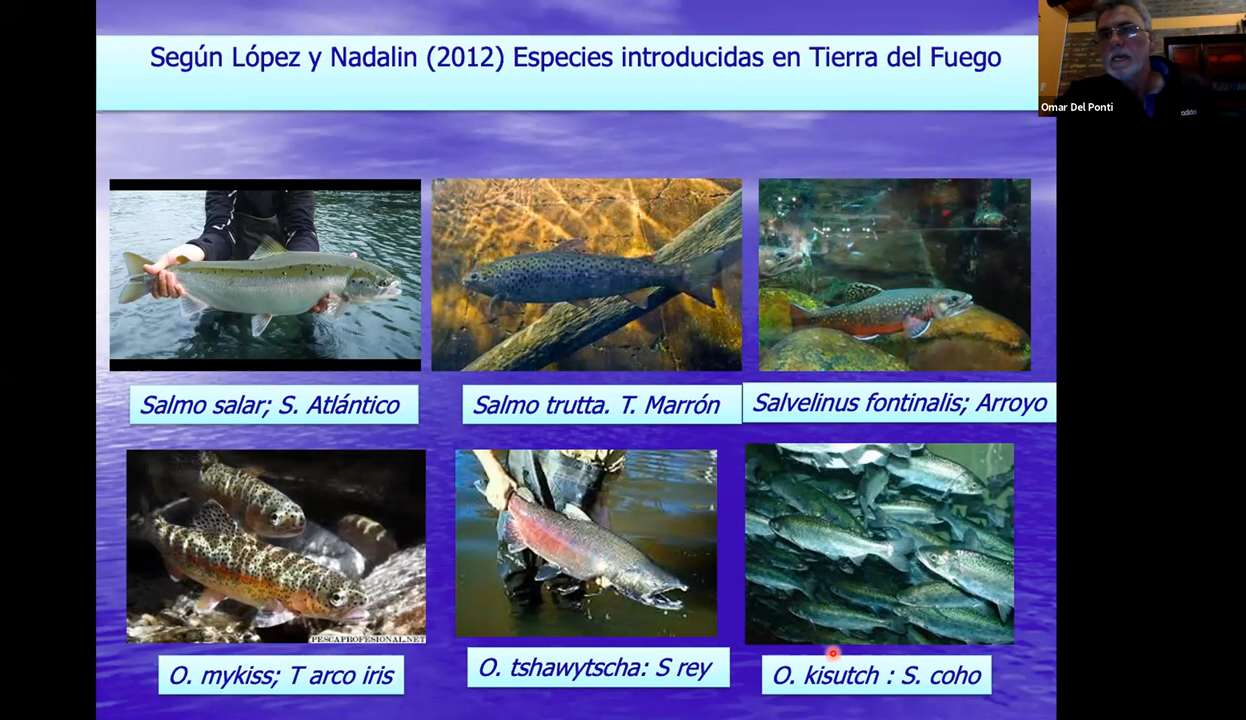 Según López y Nadalin (2012) Especies introducidas en Tierra del Fuego
Omar Del Ponti
adidas
Salmo salar; S. Atlántico
Salmo trutta. T. Marrón
Salvelinus fontinalis; Arroyo
PESCAPROFESIONAL.NET
O. mykiss; T arco iris
O. tshawytscha: S rey
O. kisutch : S. coho